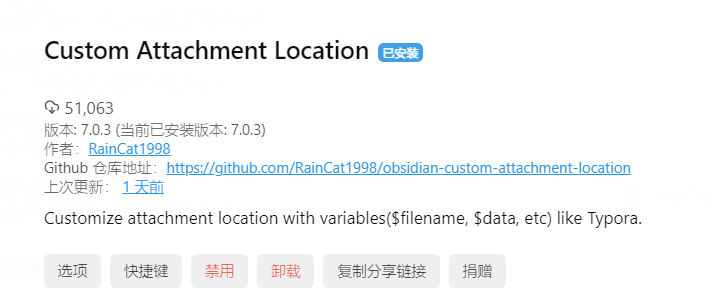 Custom Attachment Location 已安装
51,063
版本: 7.0.3 (当前已安装版本: 7.0.3)
作者：RainCat1998
Github 仓库地址：https://github.com/RainCat1998/obsidian-custom-attachment-location
上次更新： 1 天前
Customize attachment location with variables($filename, $data, etc) like Typora.
选项 快捷键 禁用 卸载 复制分享链接 捐赠